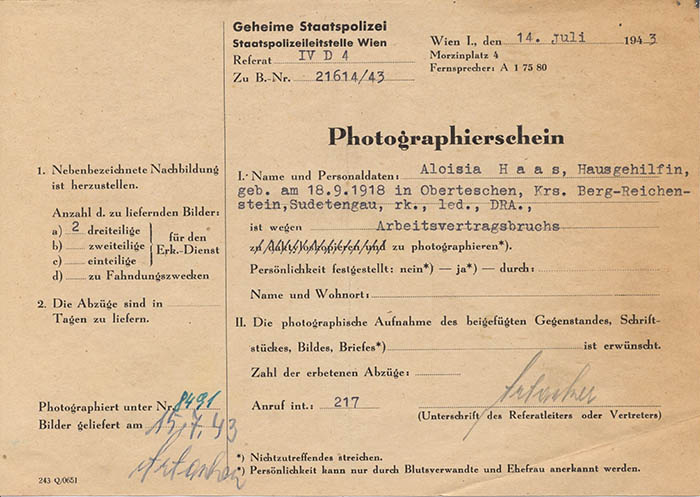 Geheime Staatspolizei
Staatspolizeileitstelle Wien
Referat IV D 4
Zu B.-Nr. 21614/43
Wien I., den 14. Juli 1943
Morzinplatz 4
Fernsprecher: A 1 75 80
Photographierschein
1. Nebenbezeichnete Nachbildung
ist herzustellen.
Anzahl d. zu liefernden Bilder:
a) 2 dreiteilige
b) zweiteilige
c) einteilige
für den
Erk.-Dienst
d) zu Fahndungszwecken
2. Die Abzüge sind in
Tagen zu liefern.
Photographiert unter Nr. 8491
Bilder geliefert am 15.7.43
243 Q/0651
I. Name und Personaldaten: Aloisia Haas, Hausgehilfin,
geb. am 18.9.1918 in Oberteschen, Krs. Berg-Reichen-
stein, Sudetengau, rk., led., DRA.,
ist wegen Arbeitsvertragsbruchs
zu daktyloskopieren und zu photographieren*).
Persönlichkeit festgestellt: nein*) — ja*) — durch:
Name und Wohnort:
II. Die photographische Aufnahme des beigefügten Gegenstandes, Schrift-
stückes, Bildes, Briefes*) ist erwünscht.
Zahl der erbetenen Abzüge:
Anruf int.: 217
(Unterschrift des Referatleiters oder Vertreters)
*) Nichtzutreffendes streichen.
*) Persönlichkeit kann nur durch Blutsverwandte und Ehefrau anerkannt werden.